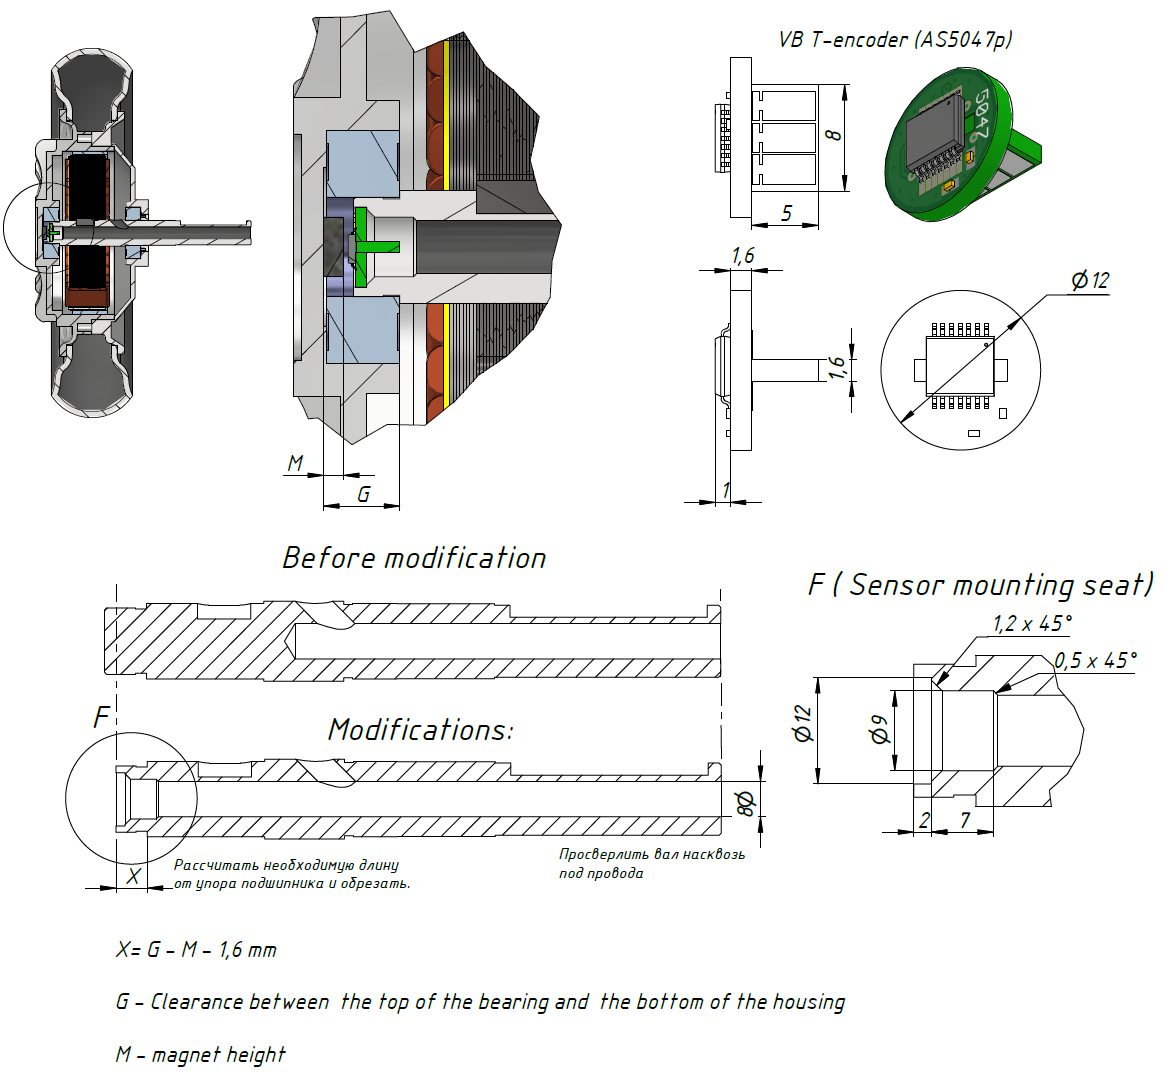 VB T-encoder (AS5047p)
5047
8
5
1,6
Ø12
1,6
1
M
G
Before modification
F ( Sensor mounting seat)
1,2 x 45°
0,5 x 45°
F
Modifications:
Ø12
Ø9
Ø8
2
7
X
Рассчитать необходимую длину
от упора подшипника и обрезать.
Просверлить вал насквозь
под провода
X= G - M - 1,6 mm
G - Clearance between the top of the bearing and the bottom of the housing
M - magnet height